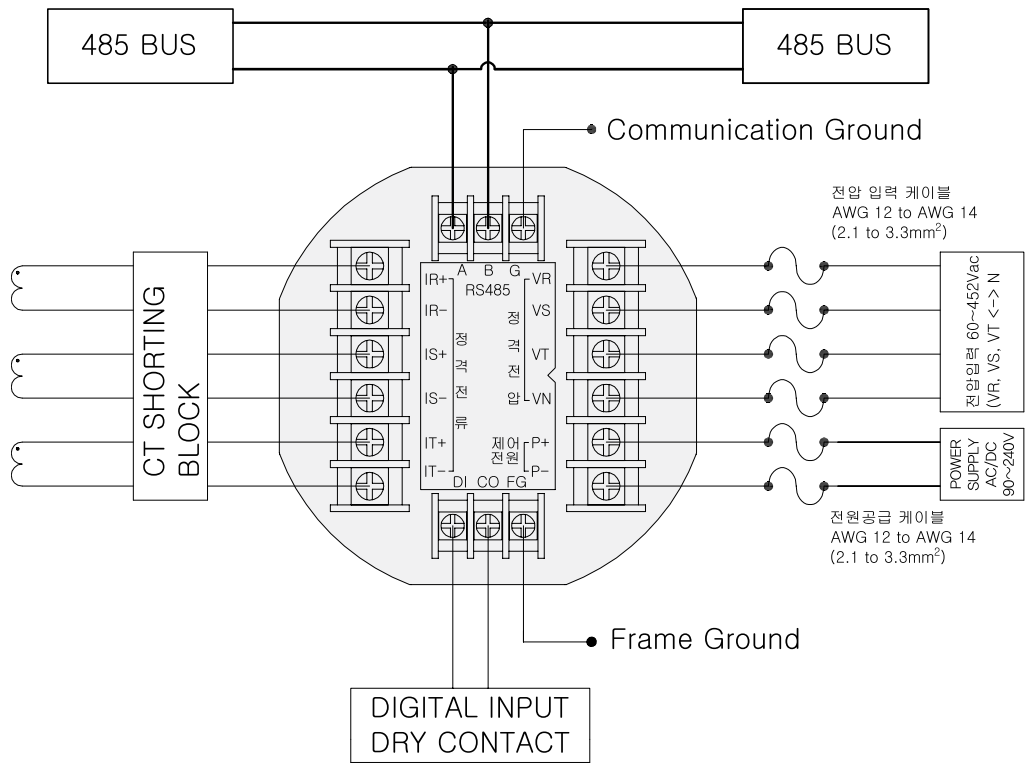 485 BUS
485 BUS
Communication Ground
전압 입력 케이블
AWG 12 to AWG 14
(2.1 to 3.3mm²)
CT SHORTING
BLOCK
A B G
RS485
IR+
IR-
IS+
IS-
IT+
IT-
정
격
전
류
정
격
전
압
VR
VS
VT
VN
제어
전원
P+
P-
DI CO FG
전압입력 60~452Vac
(VR, VS, VT <-> N
POWER
SUPPLY
AC/DC
90~240V
전원공급 케이블
AWG 12 to AWG 14
(2.1 to 3.3mm²)
Frame Ground
DIGITAL INPUT
DRY CONTACT